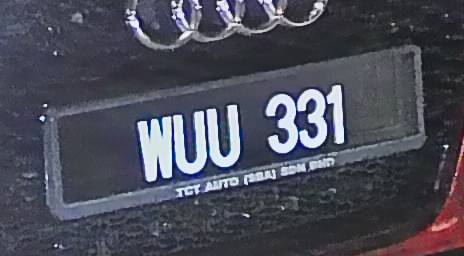 WUU 331
TCT AUTO (SBA) SDN BHD